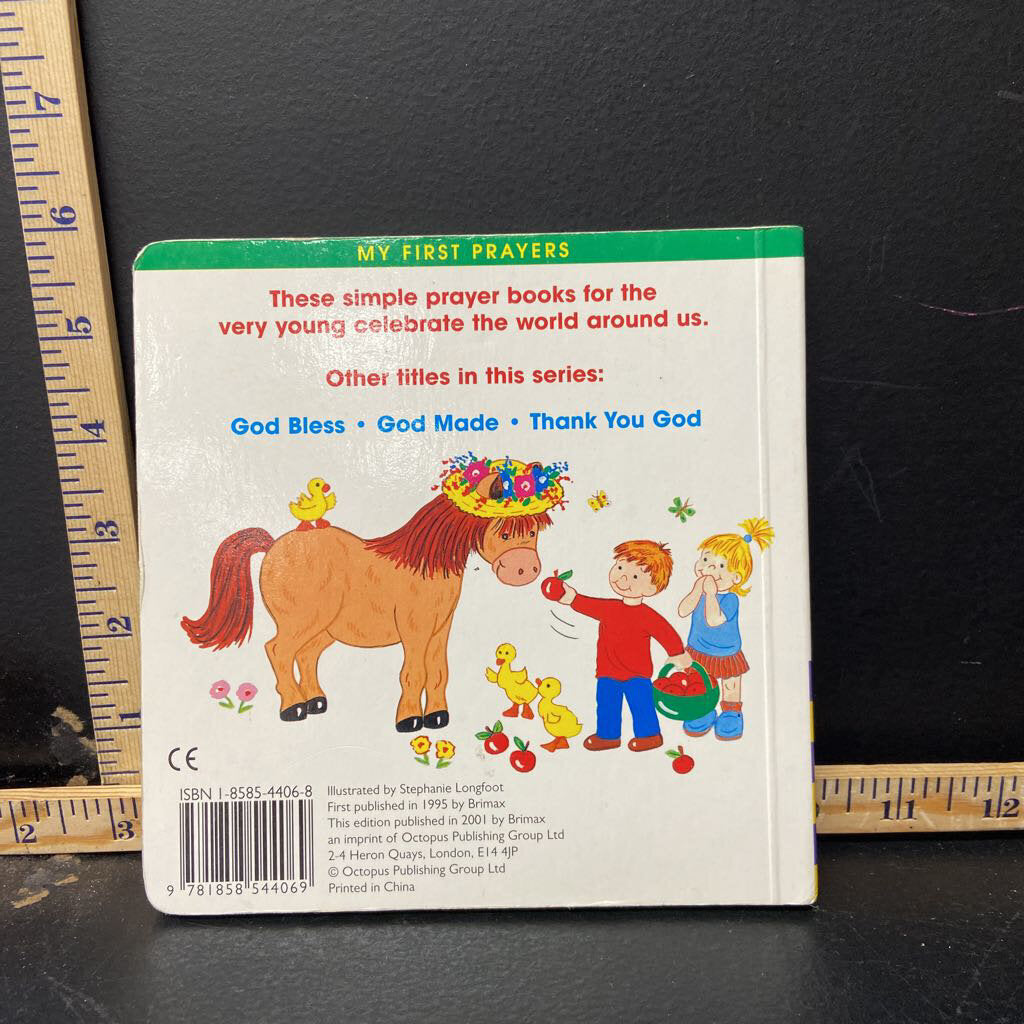 MY FIRST PRAYERS
These simple prayer books for the
very young celebrate the world around us.
Other titles in this series:
God Bless • God Made • Thank You God
CE
ISBN 1-8585-4406-8
9 781858 544069
Illustrated by Stephanie Longfoot
First published in 1995 by Brimax
This edition published in 2001 by Brimax
an imprint of Octopus Publishing Group Ltd
2-4 Heron Quays, London, E14 4JP
© Octopus Publishing Group Ltd
Printed in China
7
6
5
4
3
2
1
2 3 11 12